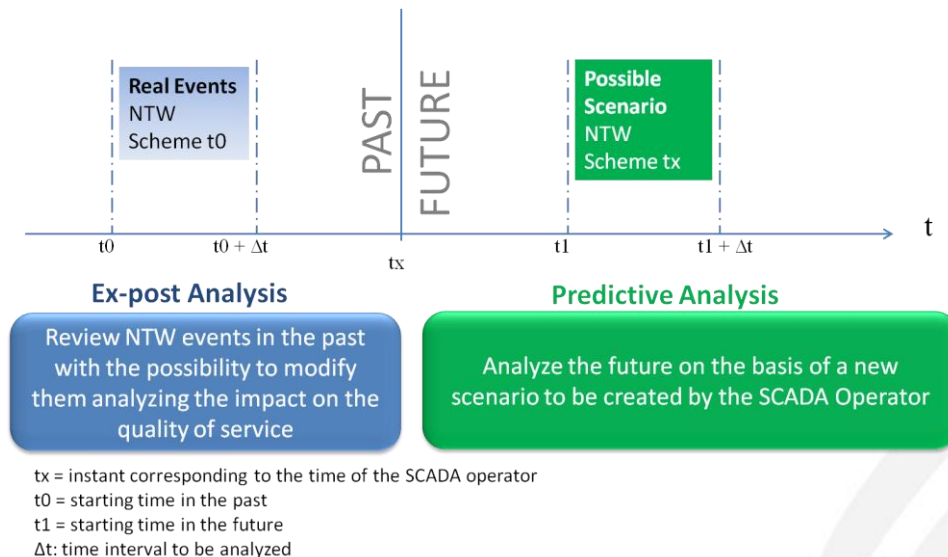 Real Events
NTW
Scheme t0
PAST
FUTURE
Possible
Scenario
NTW
Scheme tx
t
t0
t0 + Δt
tx
t1
t1 + Δt
Ex-post Analysis
Predictive Analysis
Review NTW events in the past
with the possibility to modify
them analyzing the impact on the
quality of service
Analyze the future on the basis of a new
scenario to be created by the SCADA Operator
tx = instant corresponding to the time of the SCADA operator
t0 = starting time in the past
t1 = starting time in the future
Δt: time interval to be analyzed